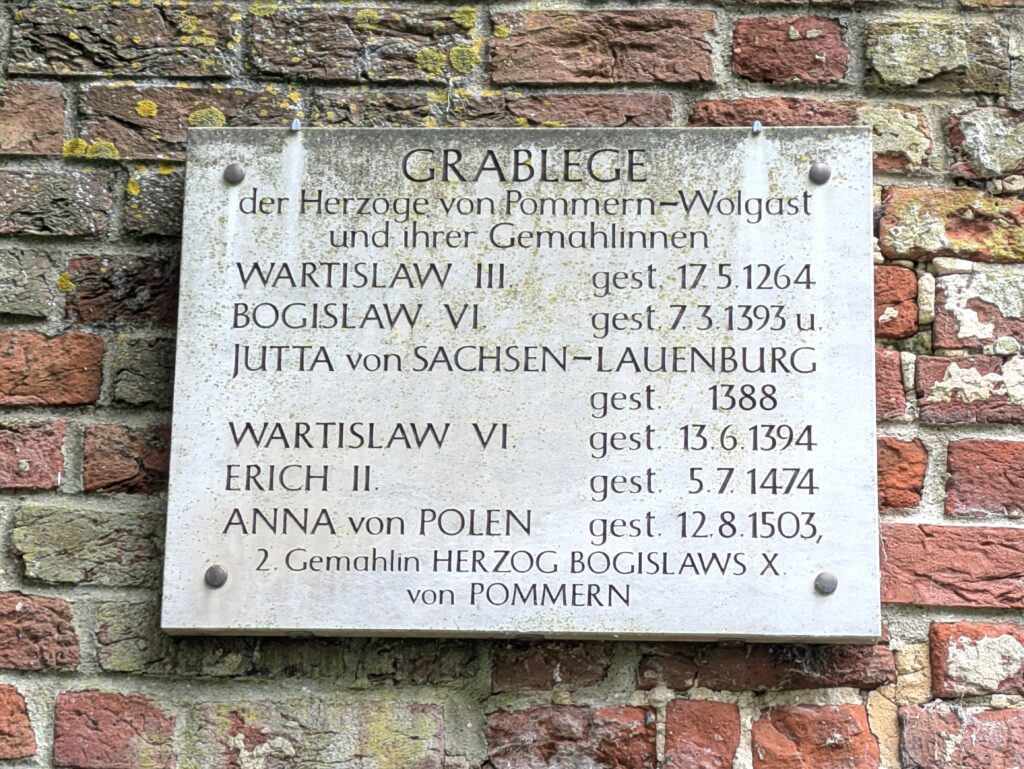 GRABLEGE
der Herzöge von Pommern-Wolgast
und ihrer Gemahlinnen
WARTISLAW III. gest. 17.5.1264
BOGISLAW VI. gest. 7.3.1393 u.
JUTTA von SACHSEN-LAUENBURG
gest. 1388
WARTISLAW VI. gest. 13.6.1394
ERICH II. gest. 5.7.1474
ANNA von POLEN gest. 12.8.1503,
2. Gemahlin HERZOG BOGISLAWS X.
von POMMERN